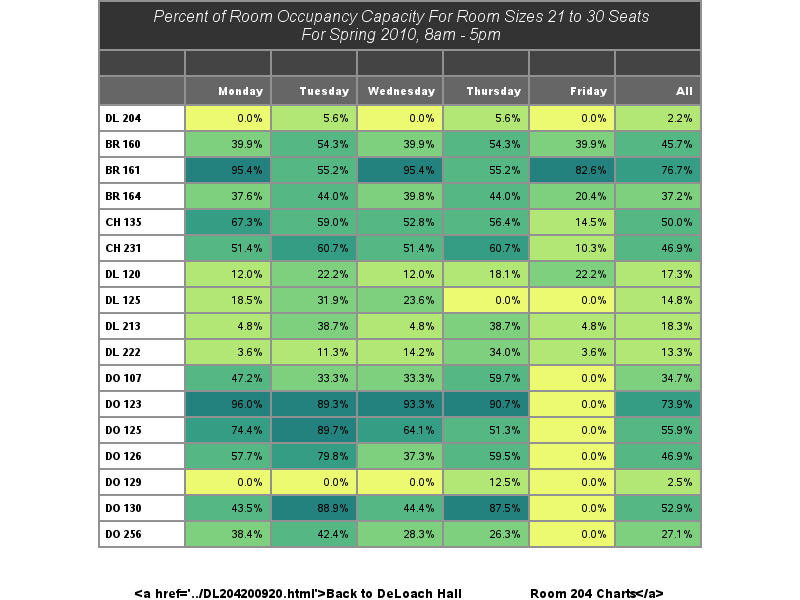 Percent of Room Occupancy Capacity For Room Sizes 21 to 30 Seats
For Spring 2010, 8am - 5pm
Monday Tuesday Wednesday Thursday Friday All
DL 204 0.0% 5.6% 0.0% 5.6% 0.0% 2.2%
BR 160 39.9% 54.3% 39.9% 54.3% 39.9% 45.7%
BR 161 95.4% 55.2% 95.4% 55.2% 82.6% 76.7%
BR 164 37.6% 44.0% 39.8% 44.0% 20.4% 37.2%
CH 135 67.3% 59.0% 52.8% 56.4% 14.5% 50.0%
CH 231 51.4% 60.7% 51.4% 60.7% 10.3% 46.9%
DL 120 12.0% 22.2% 12.0% 18.1% 22.2% 17.3%
DL 125 18.5% 31.9% 23.6% 0.0% 0.0% 14.8%
DL 213 4.8% 38.7% 4.8% 38.7% 4.8% 18.3%
DL 222 3.6% 11.3% 14.2% 34.0% 3.6% 13.3%
DO 107 47.2% 33.3% 33.3% 59.7% 0.0% 34.7%
DO 123 96.0% 89.3% 93.3% 90.7% 0.0% 73.9%
DO 125 74.4% 89.7% 64.1% 51.3% 0.0% 55.9%
DO 126 57.7% 79.8% 37.3% 59.5% 0.0% 46.9%
DO 129 0.0% 0.0% 0.0% 12.5% 0.0% 2.5%
DO 130 43.5% 88.9% 44.4% 87.5% 0.0% 52.9%
DO 256 38.4% 42.4% 28.3% 26.3% 0.0% 27.1%
<a href='../DL204200920.html'>Back to DeLoach Hall Room 204 Charts</a>